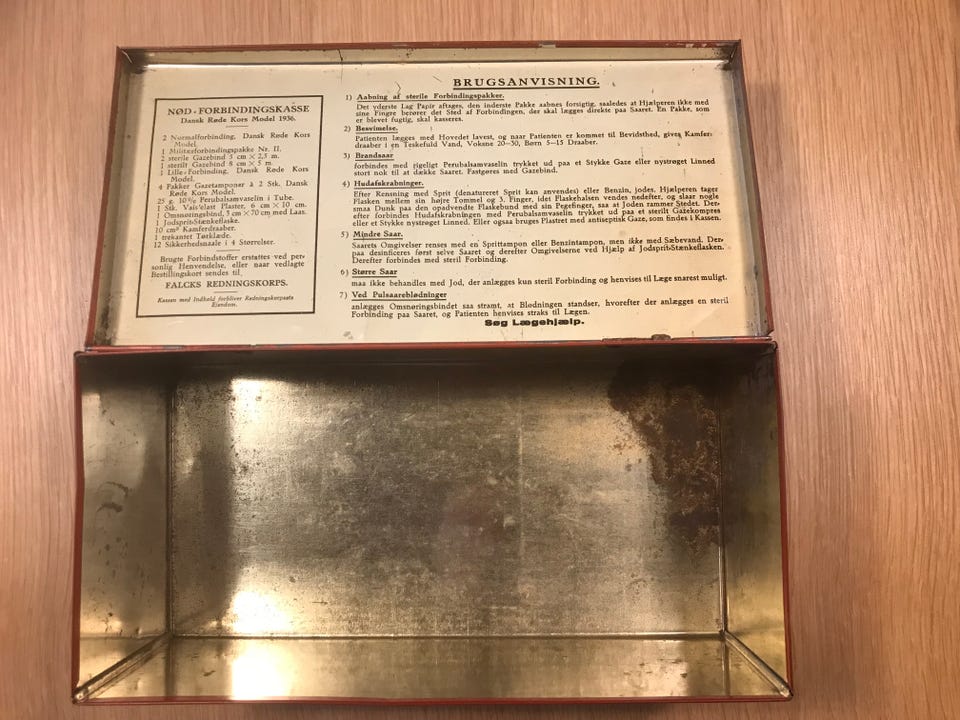 NØD-FORBINDINGSKASSE
Dansk Røde Kors Model 1936.
2 Normalforbinding, Dansk Røde Kors
Model.
1 Militærforbindingspakke Nr. II.
2 sterile Gazebind 5 cm × 2,5 m.
1 sterilt Gazebind 8 cm × 5 m.
1 Lille-Forbinding, Dansk Røde Kors
Model.
4 Pakker Gazetamponer à 2 Stk. Dansk
Røde Kors Model.
25 g. 10% Perubalsamvaselin i Tube.
1 Stk. Plaster, 6 cm × 10 cm.
1 Omsnøringsbind, 5 cm × 70 cm med Laas.
1 Jodsprit-Stænkeflaske.
10 cm³ Kamferdraaber.
1 trekantet Tørklæde.
12 Sikkerhedsnaale i 4 Størrelser.
Brugte Forbindstoffer erstattes ved per-
sonlig Henvendelse, eller naar vedlagte
Bestillingskort sendes til
FALCKS REDNINGSKORPS.
Kassen med Indhold forbliver Redningskorpsets
Ejendom.
BRUGSANVISNING.
1) Aabning af sterile Forbindingspakker.
Det yderste Lag Papir aftages, den inderste Pakke aabnes forsigtig, saaledes at Hjælperen ikke med
sine Fingre berører det Sted af Forbindingen, der skal lægges direkte paa Saaret. En Pakke, som
er blevet fugtig, skal kasseres.
2) Besvimelse.
Patienten lægges med Hovedet lavest, og naar Patienten er kommet til Bevidsthed, gives Kamfer-
draaber i en Teskefuld Vand, Voksne 20—30, Børn 5—15 Draaber.
3) Brandsaar
forbindes med rigeligt Perubalsamvaselin trykket ud paa et Stykke Gaze eller nystrøget Linned
stort nok til at dække Saaret. Fastgøres med Gazebind.
4) Hudafskrabninger.
Efter Rensning med Sprit (denatureret Sprit kan anvendes) eller Benzin, jodes. Hjælperen tager
Flasken mellem sin højre Tommel og 3. Finger, idet Flaskehalsen vendes nedefter, og slaar nogle
smaa Dunk paa den opadvendte Flaskebund med sin Pegefinger, saa at Joden rammer Stedet. Der-
efter forbindes Hudafskrabningen med Perubalsamvaselin trykket ud paa et sterilt Gazekompres
eller et Stykke nystrøget Linned. Eller ogsaa bruges Plastret med antiseptisk Gaze, som findes i Kassen.
5) Mindre Saar.
Saarets Omgivelser renses med en Sprittampon eller Benzintampon, men ikke med Sæbevand. Der-
paa desinficeres først selve Saaret og derefter Omgivelserne ved Hjælp af Jodsprit-Stænkeflasken.
Derefter forbindes med steril Forbinding.
6) Større Saar
maa ikke behandles med Jod, der anlægges kun steril Forbinding og henvises til Læge snarest muligt.
7) Ved Pulsaareblødninger
anlægges Omsnøringsbindet saa stramt, at Blødningen standser, hvorefter der anlægges en steril
Forbinding paa Saaret, og Patienten henvises straks til Lægen.
Søg Lægehjælp.